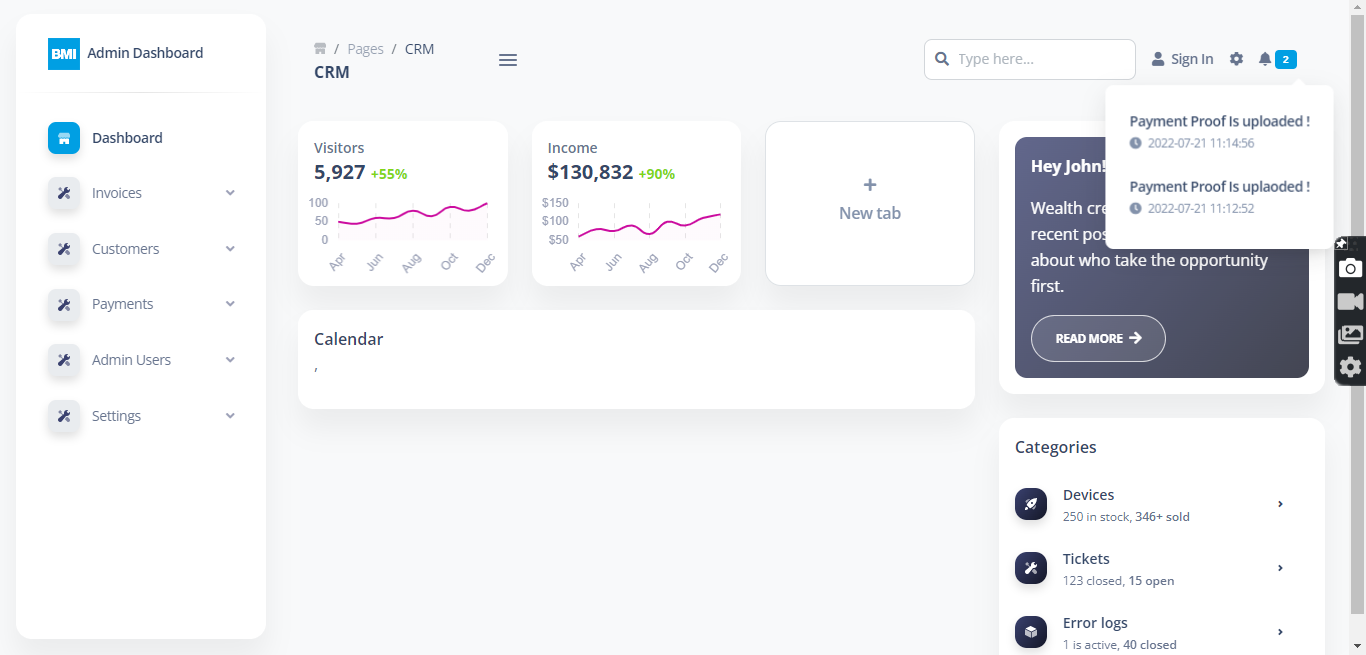 BMI Admin Dashboard
Dashboard
Invoices
Customers
Payments
Admin Users
Settings
/ Pages / CRM
CRM
Type here...
Sign In
2
Payment Proof Is uploaded !
2022-07-21 11:14:56
Payment Proof Is uplaoded !
2022-07-21 11:12:52
Visitors
5,927 +55%
100
50
0
Apr Jun Aug Oct Dec
Income
$130,832 +90%
$150
$100
$50
Apr Jun Aug Oct Dec
+
New tab
Hey John!
Wealth
recent
about who take the opportunity
first.
READ MORE
Calendar
,
Categories
Devices
250 in stock, 346+ sold
Tickets
123 closed, 15 open
Error logs
1 is active, 40 closed